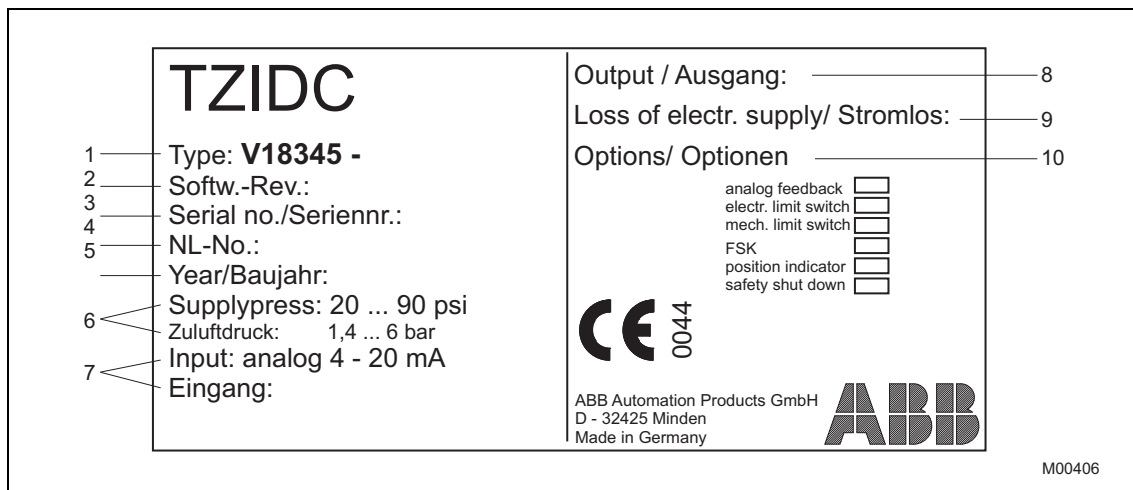 TZIDC
1 Type: V18345 -
2 Softw.-Rev.:
3 Serial no./Seriennr.:
4 NL-No.:
5 Year/Baujahr:
6 Supplypress: 20 ... 90 psi
Zuluftdruck: 1,4 ... 6 bar
7 Input: analog 4 - 20 mA
Eingang:
Output / Ausgang: 8
Loss of electr. supply/ Stromlos: 9
Options/ Optionen 10
analog feedback
electr. limit switch
mech. limit switch
FSK
position indicator
safety shut down
CE 0044
ABB Automation Products GmbH
D - 32425 Minden
Made in Germany
ABB
M00406